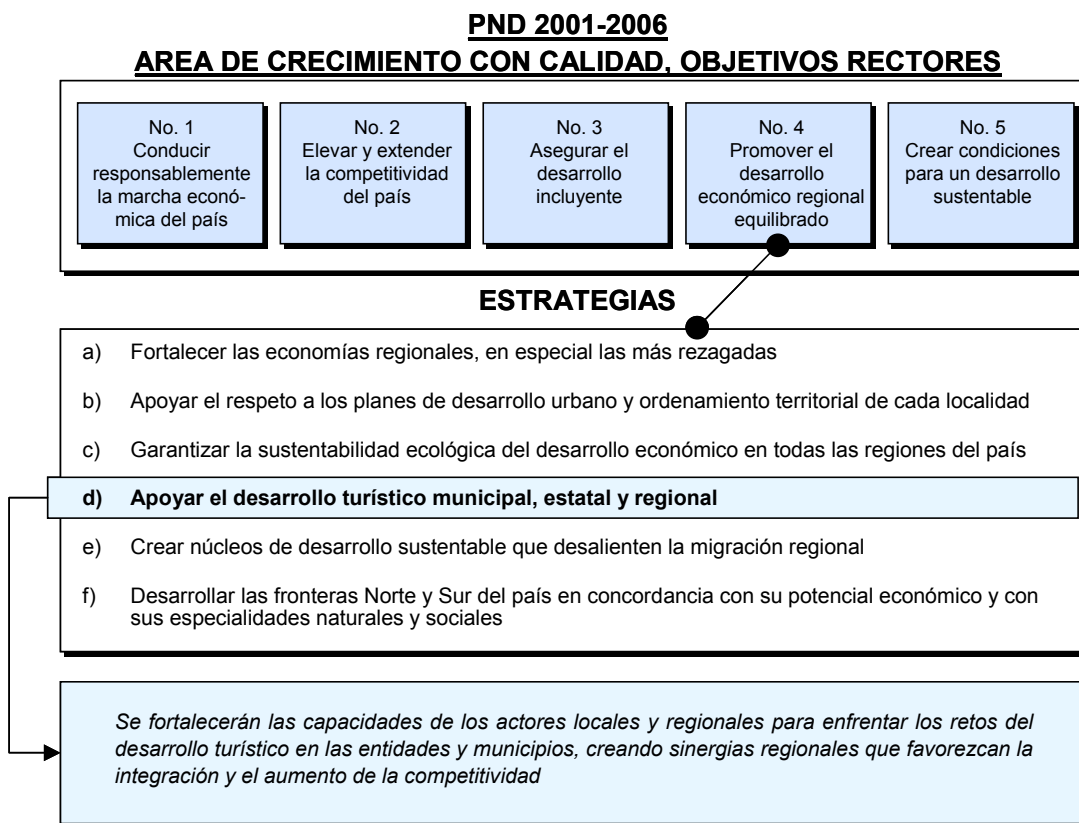 PND 2001-2006
AREA DE CRECIMIENTO CON CALIDAD, OBJETIVOS RECTORES
No. 1
Conducir
responsablemente
la marcha econó-
mica del país
No. 2
Elevar y extender
la competitividad
del país
No. 3
Asegurar el
desarrollo
incluyente
No. 4
Promover el
desarrollo
económico regional
equilibrado
No. 5
Crear condiciones
para un desarrollo
sustentable
ESTRATEGIAS
a) Fortalecer las economías regionales, en especial las más rezagadas
b) Apoyar el respeto a los planes de desarrollo urbano y ordenamiento territorial de cada localidad
c) Garantizar la sustentabilidad ecológica del desarrollo económico en todas las regiones del país
d) Apoyar el desarrollo turístico municipal, estatal y regional
e) Crear núcleos de desarrollo sustentable que desalienten la migración regional
f) Desarrollar las fronteras Norte y Sur del país en concordancia con su potencial económico y con
sus especialidades naturales y sociales
Se fortalecerán las capacidades de los actores locales y regionales para enfrentar los retos del
desarrollo turístico en las entidades y municipios, creando sinergias regionales que favorezcan la
integración y el aumento de la competitividad